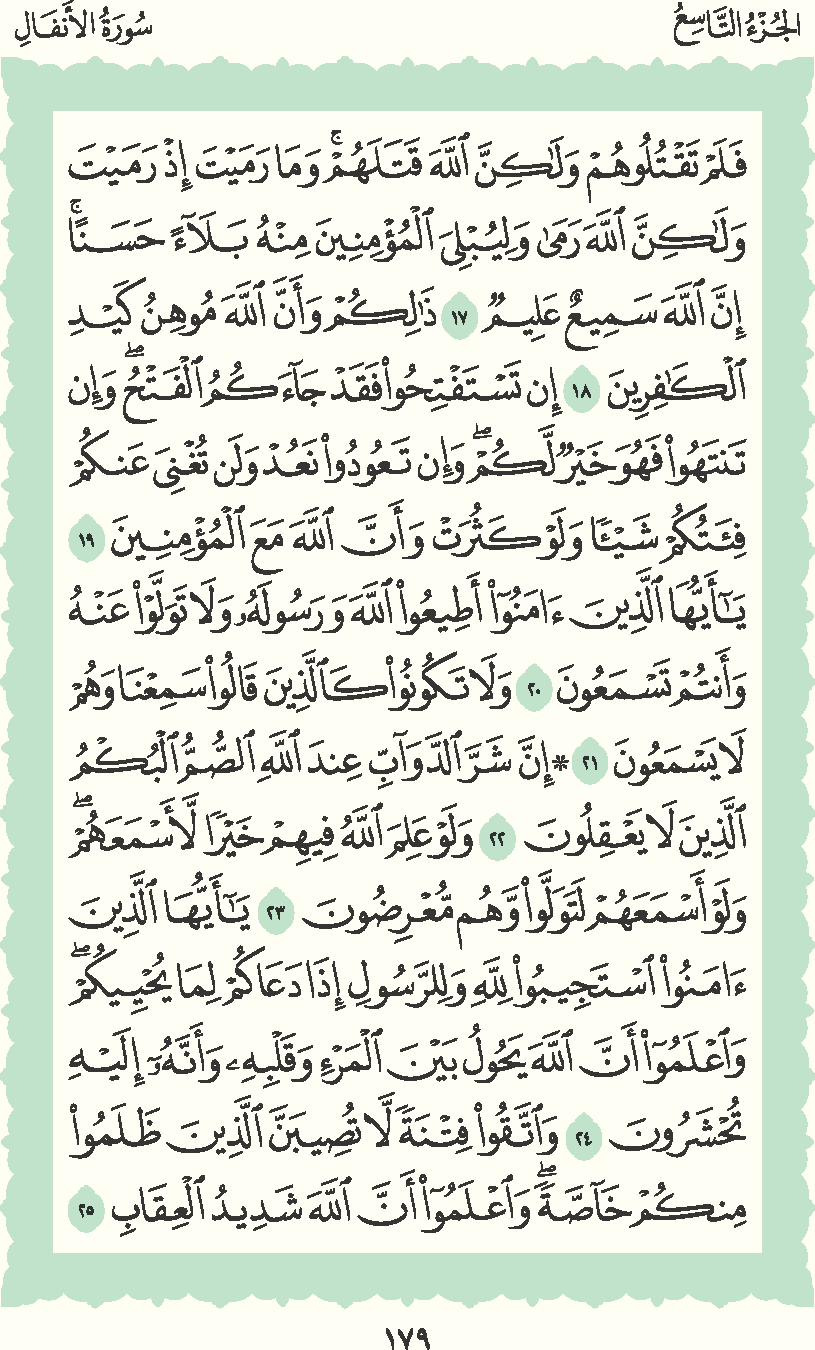 الجُزْءُ التَّاسِعُ
سُورَةُ الأَنفَالِ
فَلَمْ تَقْتُلُوهُمْ وَلَٰكِنَّ ٱللَّهَ قَتَلَهُمْۚ وَمَا رَمَيْتَ إِذْ رَمَيْتَ
وَلَٰكِنَّ ٱللَّهَ رَمَىٰ وَلِيُبْلِىَ ٱلْمُؤْمِنِينَ مِنْهُ بَلَآءً حَسَنًاۚ
إِنَّ ٱللَّهَ سَمِيعٌ عَلِيمٌ ١٧ ذَٰلِكُمْ وَأَنَّ ٱللَّهَ مُوهِنُ كَيْدِ
ٱلْكَٰفِرِينَ ١٨ إِن تَسْتَفْتِحُوا۟ فَقَدْ جَآءَكُمُ ٱلْفَتْحُۖ وَإِن
تَنتَهُوا۟ فَهُوَ خَيْرٌ لَّكُمْۖ وَإِن تَعُودُوا۟ نَعُدْ وَلَن تُغْنِىَ عَنكُمْ
فِئَتُكُمْ شَيْـًٔا وَلَوْ كَثُرَتْ وَأَنَّ ٱللَّهَ مَعَ ٱلْمُؤْمِنِينَ ١٩
يَٰٓأَيُّهَا ٱلَّذِينَ ءَامَنُوٓا۟ أَطِيعُوا۟ ٱللَّهَ وَرَسُولَهُۥ وَلَا تَوَلَّوْا۟ عَنْهُ
وَأَنتُمْ تَسْمَعُونَ ٢٠ وَلَا تَكُونُوا۟ كَٱلَّذِينَ قَالُوا۟ سَمِعْنَا وَهُمْ
لَا يَسْمَعُونَ ٢١ ۞ إِنَّ شَرَّ ٱلدَّوَآبِّ عِندَ ٱللَّهِ ٱلصُّمُّ ٱلْبُكْمُ
ٱلَّذِينَ لَا يَعْقِلُونَ ٢٢ وَلَوْ عَلِمَ ٱللَّهُ فِيهِمْ خَيْرًا لَّأَسْمَعَهُمْۖ
وَلَوْ أَسْمَعَهُمْ لَتَوَلَّوا۟ وَّهُم مُّعْرِضُونَ ٢٣ يَٰٓأَيُّهَا ٱلَّذِينَ
ءَامَنُوا۟ ٱسْتَجِيبُوا۟ لِلَّهِ وَلِلرَّسُولِ إِذَا دَعَاكُمْ لِمَا يُحْيِيكُمْۖ
وَٱعْلَمُوٓا۟ أَنَّ ٱللَّهَ يَحُولُ بَيْنَ ٱلْمَرْءِ وَقَلْبِهِۦ وَأَنَّهُۥٓ إِلَيْهِ
تُحْشَرُونَ ٢٤ وَٱتَّقُوا۟ فِتْنَةً لَّا تُصِيبَنَّ ٱلَّذِينَ ظَلَمُوا۟
مِنكُمْ خَآصَّةًۖ وَٱعْلَمُوٓا۟ أَنَّ ٱللَّهَ شَدِيدُ ٱلْعِقَابِ ٢٥
١٧٩